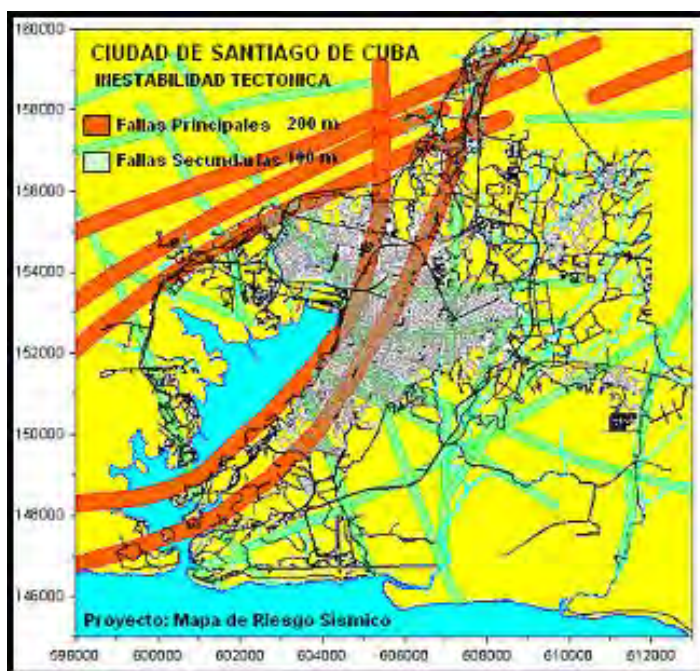 CIUDAD DE SANTIAGO DE CUBA
INESTABILIDAD TECTONICA
Fallas Principales 200 m
Fallas Secundarias 100 m
160000
158000
156000
154000
152000
150000
148000
146000
Proyecto: Mapa de Riesgo Sismico
598000 600000 602000 604000 606000 608000 610000 612000